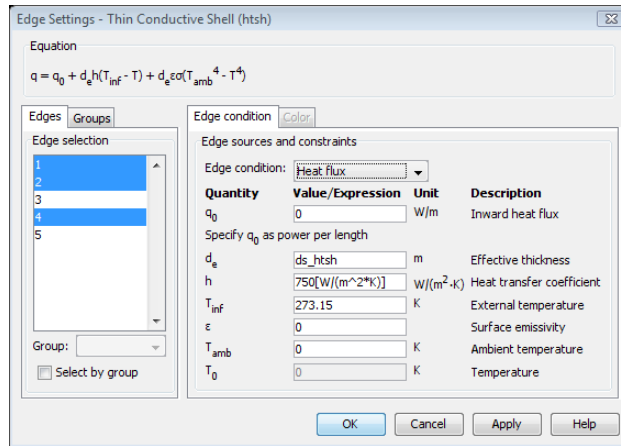 Edge Settings - Thin Conductive Shell (htsh)
Equation
q = q₀ + dₑh(T_inf - T) + dₑεσ(T_amb⁴ - T⁴)
Edges Groups
Edge selection
1
2
3
4
5
Group:
Select by group
Edge condition Color
Edge sources and constraints
Edge condition: Heat flux
Quantity Value/Expression Unit Description
q₀ 0 W/m Inward heat flux
Specify q₀ as power per length
dₑ ds_htsh m Effective thickness
h 750[W/(m^2*K)] W/(m²·K) Heat transfer coefficient
T_inf 273.15 K External temperature
ε 0 Surface emissivity
T_amb 0 K Ambient temperature
T₀ 0 K Temperature
OK Cancel Apply Help